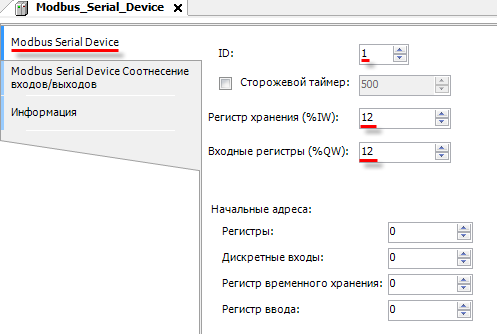 Modbus_Serial_Device
Modbus Serial Device
Modbus Serial Device Соотнесение
входов/выходов
Информация
ID: 1
Сторожевой таймер: 500
Регистр хранения (%IW): 12
Входные регистры (%QW): 12
Начальные адреса:
Регистры: 0
Дискретные входы: 0
Регистр временного хранения: 0
Регистр ввода: 0